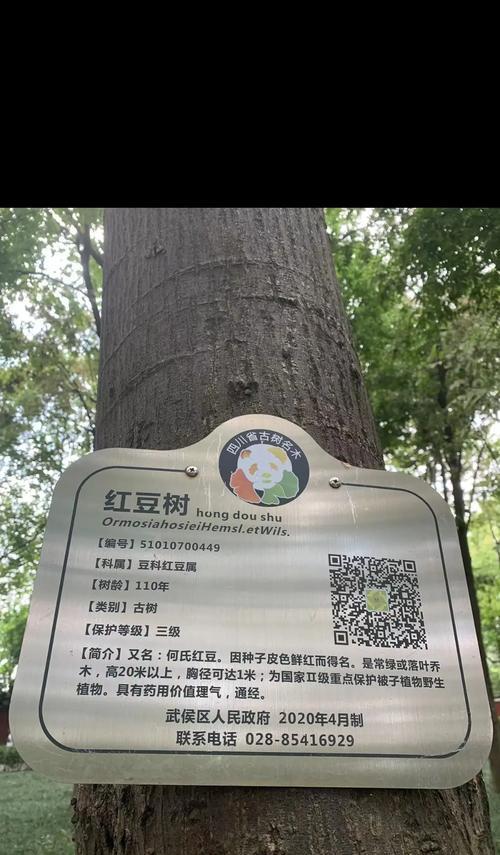 四川省古树名木
红豆树 hong dou shu
OrmosiahosieiHemsl.etWils.
【编号】51010700449
【科属】豆科红豆属
【树龄】110年
【类别】古树
【保护等级】三级
【简介】又名：何氏红豆。因种子皮色鲜红而得名。是常绿或落叶乔
木，高20米以上，胸径可达1米；为国家II级重点保护被子植物野生
植物。具有药用价值理气，通经。
武侯区人民政府 2020年4月制
联系电话 028-85416929